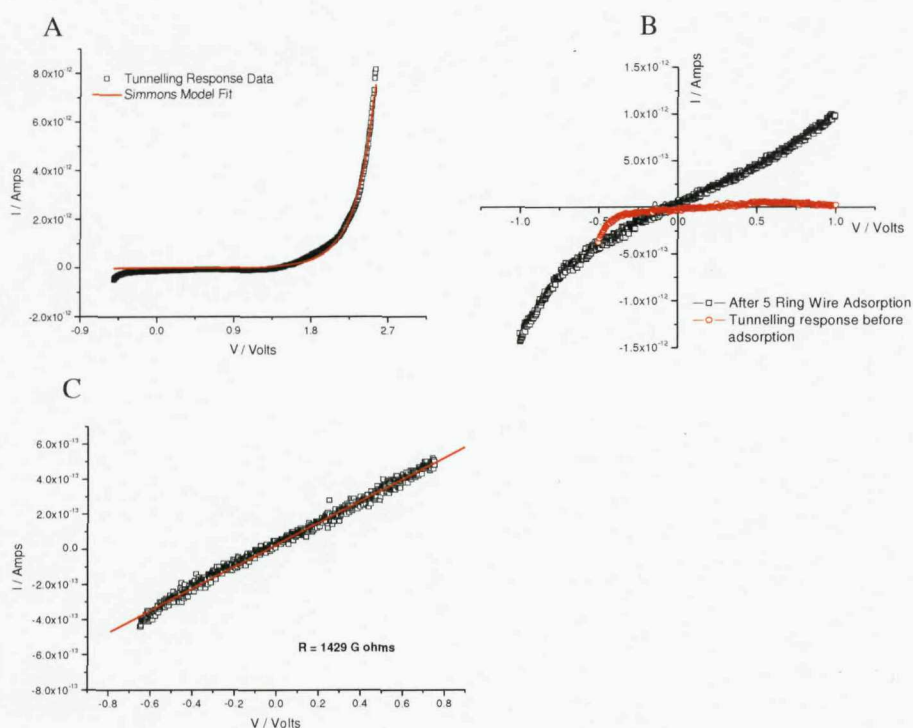 A
8.0x10⁻¹²
6.0x10⁻¹²
4.0x10⁻¹²
2.0x10⁻¹²
0.0
-2.0x10⁻¹²
I / Amps
Tunnelling Response Data
Simmons Model Fit
-0.9 0.0 0.9 1.8 2.7
V / Volts
B
1.5x10⁻¹²
1.0x10⁻¹²
5.0x10⁻¹³
-5.0x10⁻¹³
-1.0x10⁻¹²
-1.5x10⁻¹²
I / Amps
-1.0 -0.5 0.0 0.5 1.0
V / Volts
After 5 Ring Wire Adsorption
Tunnelling response before
adsorption
C
6.0x10⁻¹³
4.0x10⁻¹³
2.0x10⁻¹³
0.0
-2.0x10⁻¹³
-4.0x10⁻¹³
-6.0x10⁻¹³
-8.0x10⁻¹³
I / Amps
R = 1429 G ohms
-0.8 -0.6 -0.4 -0.2 0.0 0.2 0.4 0.6 0.8
V / Volts